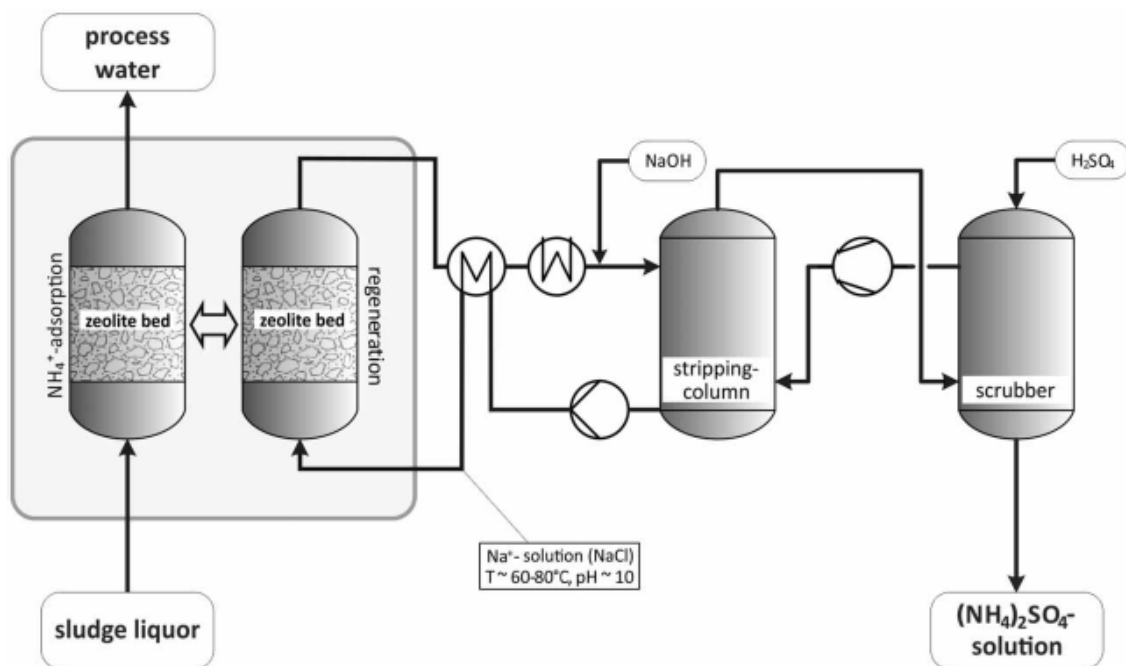 process
water
NaOH
H₂SO₄
NH₄⁺-adsorption
zeolite bed
zeolite bed
regeneration
stripping-
column
scrubber
Na⁺- solution (NaCl)
T ~ 60-80°C, pH ~ 10
sludge liquor
(NH₄)₂SO₄-
solution